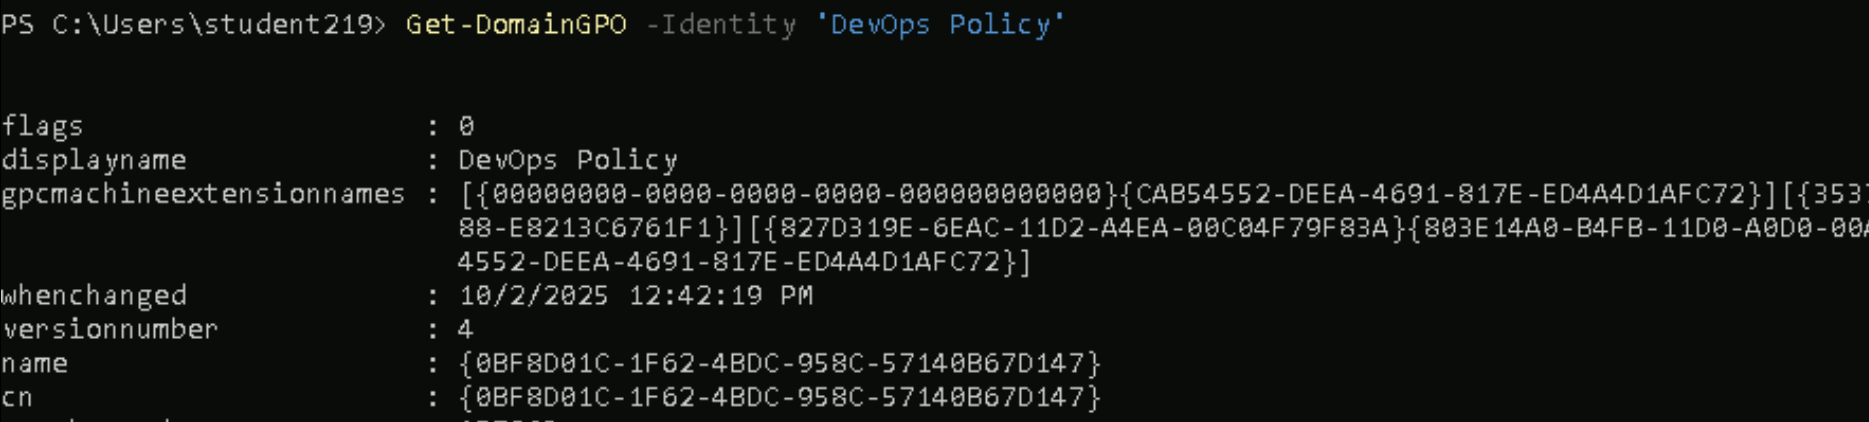 PS C:\Users\student219> Get-DomainGPO -Identity 'DevOps Policy'
flags : 0
displayname : DevOps Policy
gpcmachineextensionnames : [{00000000-0000-0000-0000-000000000000}{CAB54552-DEEA-4691-817E-ED4A4D1AFC72}][{353
88-E8213C6761F1}][{827D319E-6EAC-11D2-A4EA-00C04F79F83A}{803E14A0-B4FB-11D0-A0D0-00A
4552-DEEA-4691-817E-ED4A4D1AFC72}]
whenchanged : 10/2/2025 12:42:19 PM
versionnumber : 4
name : {0BF8D01C-1F62-4BDC-958C-57140B67D147}
cn : {0BF8D01C-1F62-4BDC-958C-57140B67D147}